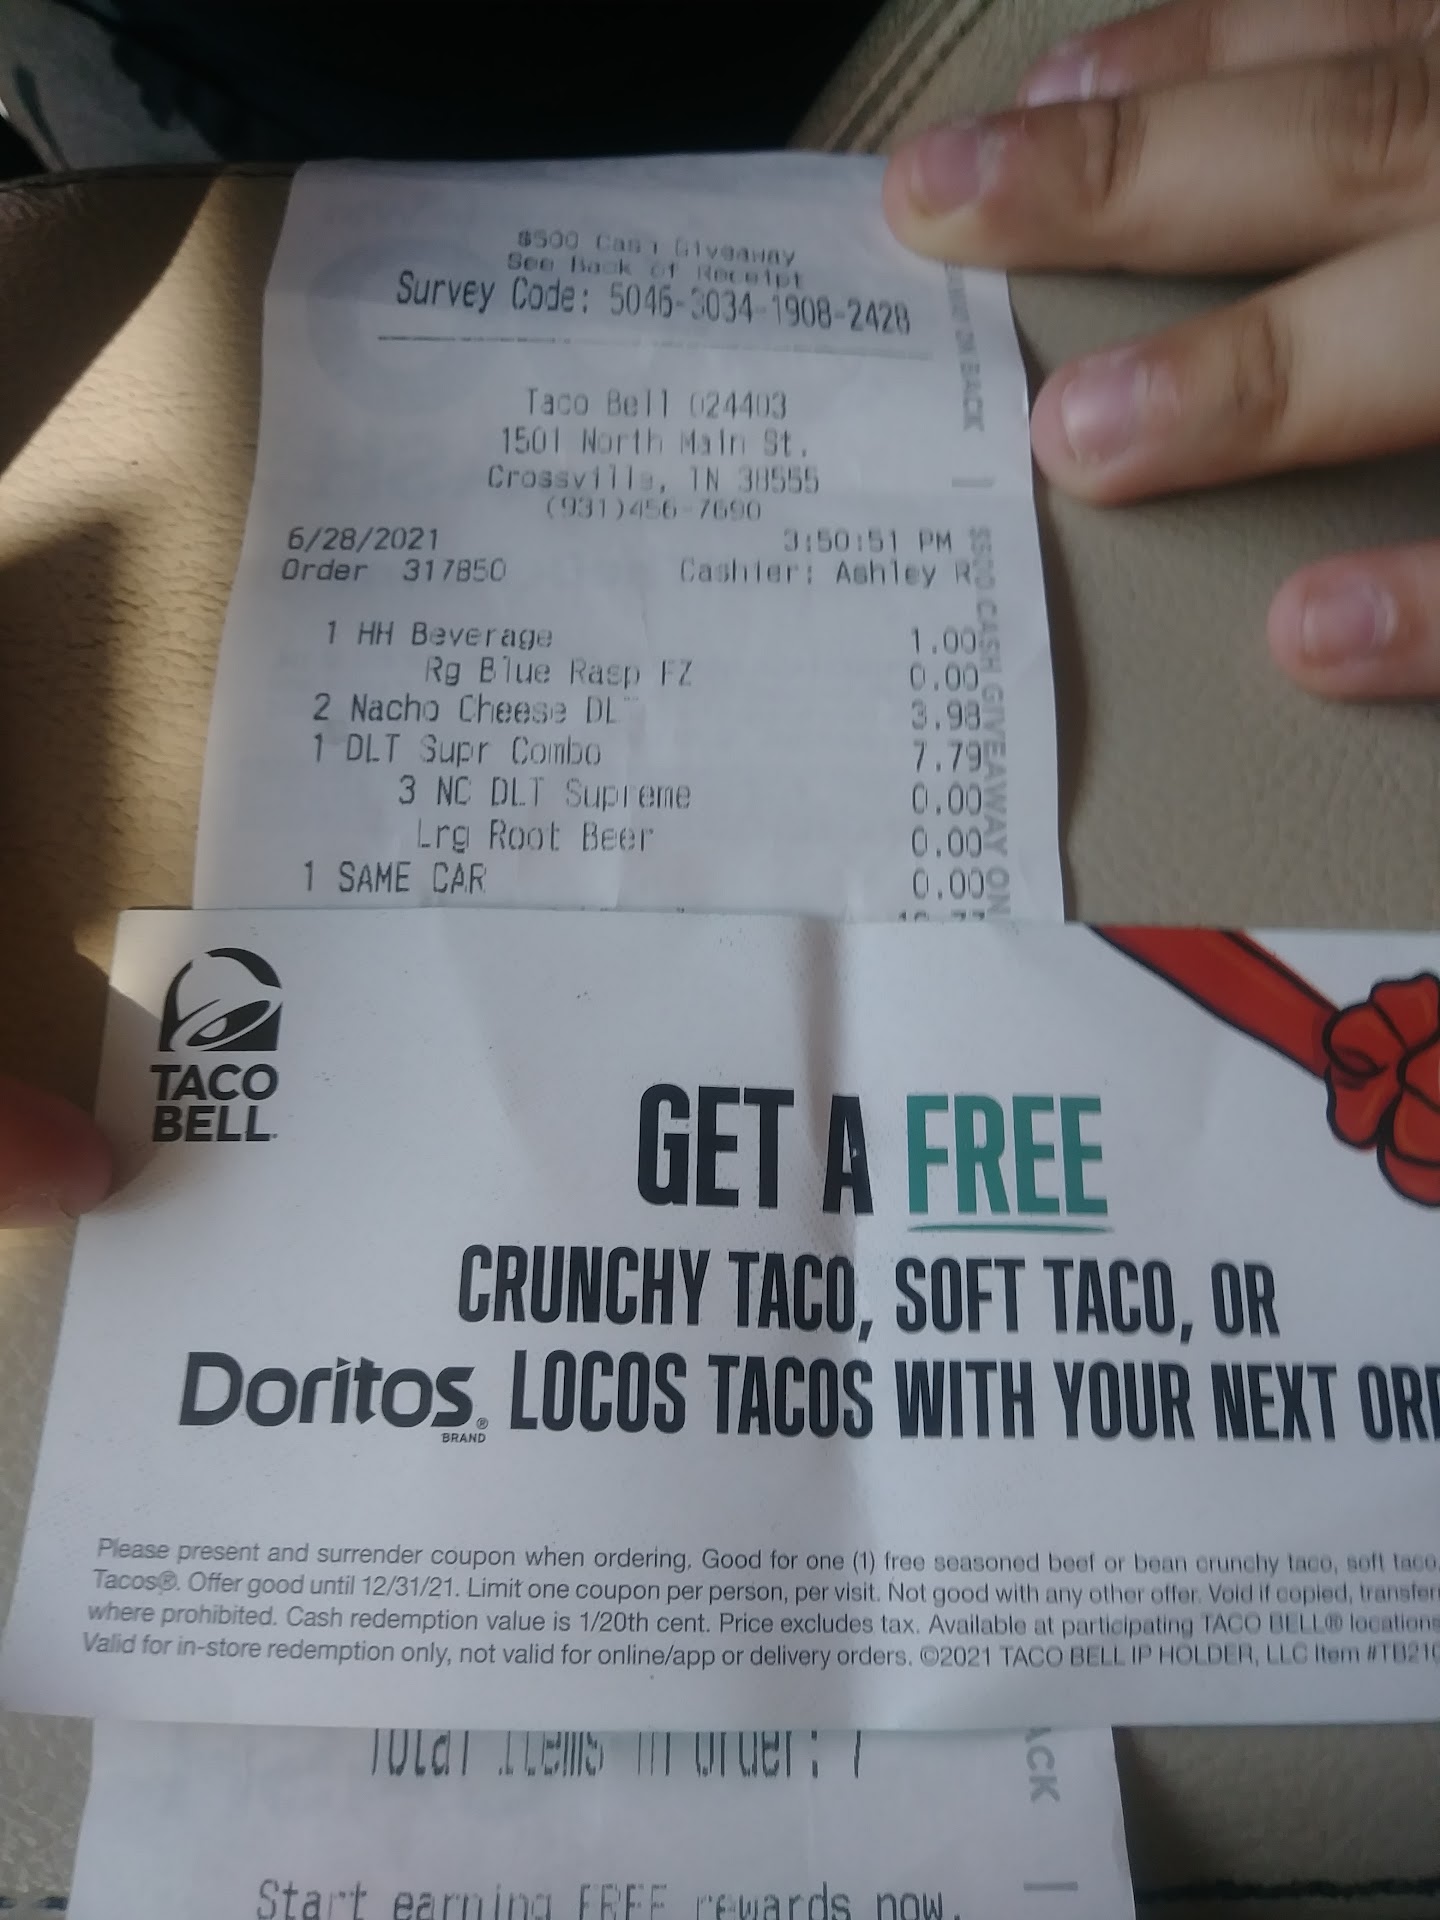 $500 Cash Giveaway
See Back of Receipt
Survey Code: 5046-3034-1908-2428
Taco Bell 024403
1501 North Main St.
Crossville, TN 38555
(931)456-7690
6/28/2021 3:50:51 PM
Order 317850 Cashier: Ashley R
1 HH Beverage 1.00
Rg Blue Rasp FZ 0.00
2 Nacho Cheese DL 3.98
1 DLT Supr Combo 7.79
3 NC DLT Supreme 0.00
Lrg Root Beer 0.00
1 SAME CAR 0.00
BACK
$500 CASH GIVEAWAY ON
TACO
BELL
GET A FREE
CRUNCHY TACO, SOFT TACO, OR
Doritos® LOCOS TACOS WITH YOUR NEXT ORD
BRAND
Please present and surrender coupon when ordering. Good for one (1) free seasoned beef or bean crunchy taco, soft taco,
Tacos®. Offer good until 12/31/21. Limit one coupon per person, per visit. Not good with any other offer. Void if copied, transfer
where prohibited. Cash redemption value is 1/20th cent. Price excludes tax. Available at participating TACO BELL® locations
Valid for in-store redemption only, not valid for online/app or delivery orders. ©2021 TACO BELL IP HOLDER, LLC Item #TB210
Total Items in Order: 7
ACK
Start earning FREE rewards now.